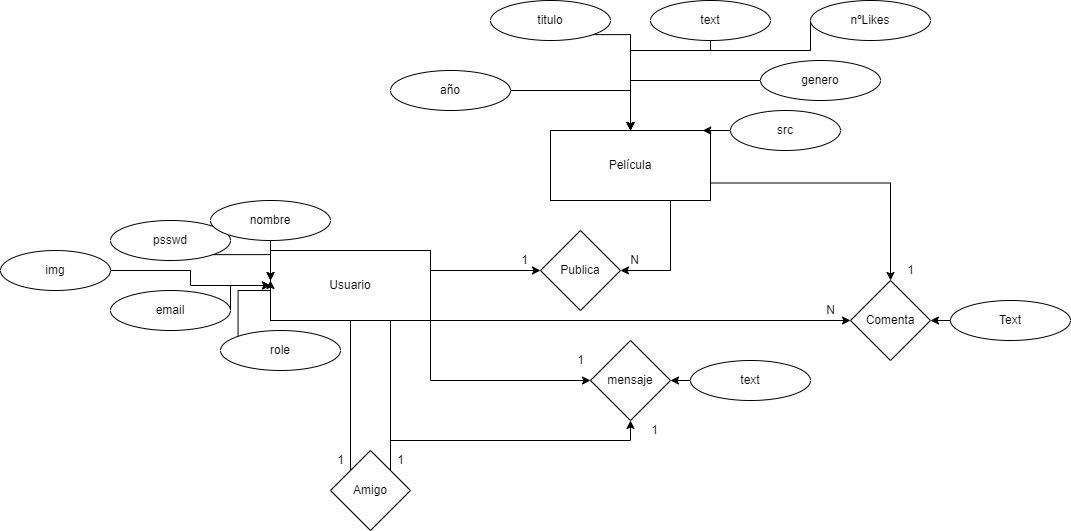 titulo
text
nºLikes
año
genero
src
Película
nombre
psswd
img
Usuario
email
role
1
Publica
N
1
N
Comenta
Text
1
mensaje
text
1
1
1
Amigo